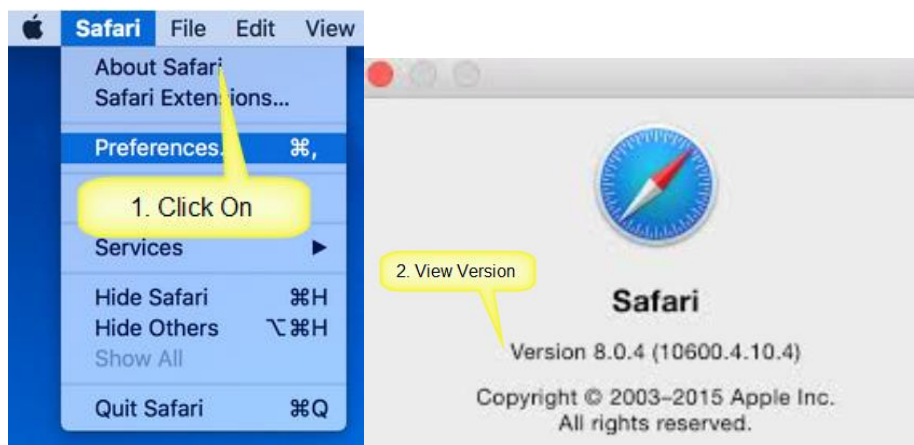 Safari File Edit View
About Safari
Safari Extensions...
Preferences. ⌘,
1. Click On
Services ▶
Hide Safari ⌘H
Hide Others ⌥⌘H
Show All
Quit Safari ⌘Q
2. View Version
Safari
Version 8.0.4 (10600.4.10.4)
Copyright © 2003–2015 Apple Inc.
All rights reserved.